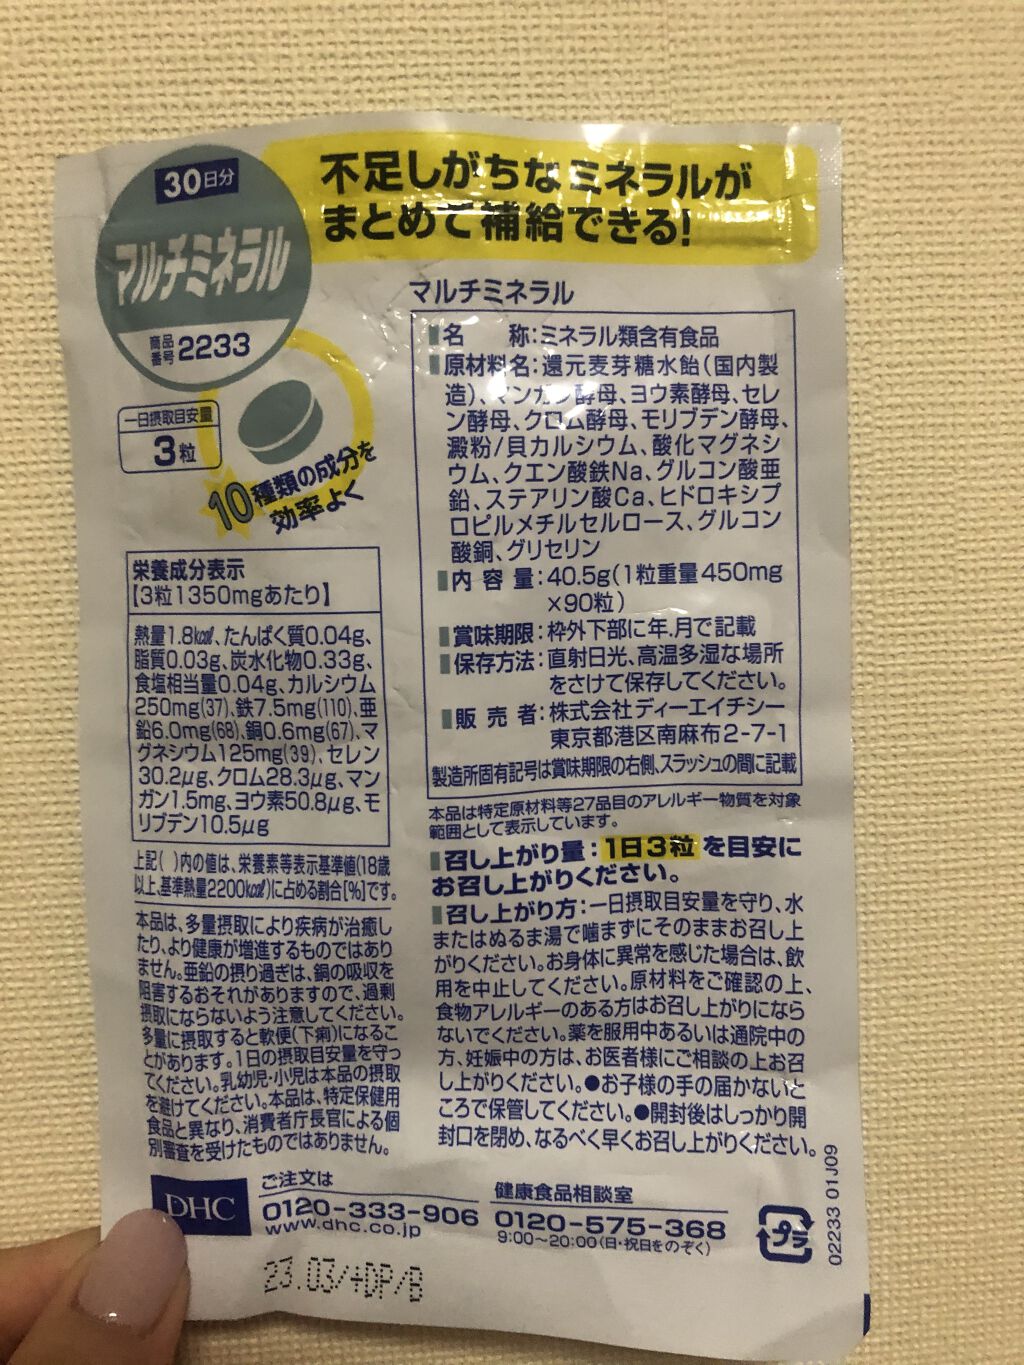 30日分
マルチミネラル
商品番号 2233
不足しがちなミネラルが
まとめて補給できる!
一日摂取目安量
3粒
10種類の成分を
効率よく
栄養成分表示
【3粒1350mgあたり】
熱量1.8kcal、たんぱく質0.04g、
脂質0.03g、炭水化物0.33g、
食塩相当量0.04g、カルシウム
250mg(37)、鉄7.5mg(110)、亜
鉛6.0mg(68)、銅0.6mg(67)、マ
グネシウム125mg(39)、セレン
30.2μg、クロム28.3μg、マン
ガン1.5mg、ヨウ素50.8μg、モ
リブデン10.5μg
上記( )内の値は、栄養素等表示基準値(18歳
以上、基準熱量2200kcal)に占める割合[%]です。
本品は、多量摂取により疾病が治癒し
たり、より健康が増進するものではあり
ません。亜鉛の摂り過ぎは、銅の吸収を
阻害するおそれがありますので、過剰
摂取にならないよう注意してください。
多量に摂取すると軟便(下痢)になるこ
とがあります。1日の摂取目安量を守っ
てください。乳幼児・小児は本品の摂取
を避けてください。本品は、特定保健用
食品と異なり、消費者庁長官による個
別審査を受けたものではありません。
マルチミネラル
名 称:ミネラル類含有食品
原材料名:還元麦芽糖水飴(国内製
造)、マンガン酵母、ヨウ素酵母、セレ
ン酵母、クロム酵母、モリブデン酵母、
澱粉/貝カルシウム、酸化マグネシ
ウム、クエン酸鉄Na、グルコン酸亜
鉛、ステアリン酸Ca、ヒドロキシプ
ロピルメチルセルロース、グルコン
酸銅、グリセリン
内容量:40.5g(1粒重量450mg
×90粒)
賞味期限:枠外下部に年.月で記載
保存方法:直射日光、高温多湿な場所
をさけて保存してください。
販売者:株式会社ディーエイチシー
東京都港区南麻布2-7-1
製造所固有記号は賞味期限の右側、スラッシュの間に記載
本品は特定原材料等27品目のアレルギー物質を対象
範囲として表示しています。
召し上がり量:1日3粒を目安に
お召し上がりください。
召し上がり方:一日摂取目安量を守り、水
またはぬるま湯で噛まずにそのままお召し上
がりください。お身体に異常を感じた場合は、飲
用を中止してください。原材料をご確認の上、
食物アレルギーのある方はお召し上がりになら
ないでください。薬を服用中あるいは通院中の
方、妊娠中の方は、お医者様にご相談の上お召
し上がりください。●お子様の手の届かないと
ころで保管してください。●開封後はしっかり開
封口を閉め、なるべく早くお召し上がりください。
DHC
ご注文は
0120-333-906
www.dhc.co.jp
健康食品相談室
0120-575-368
9:00〜20:00(日・祝日をのぞく)
プラ
02233 01J09
23.03/+DP/B